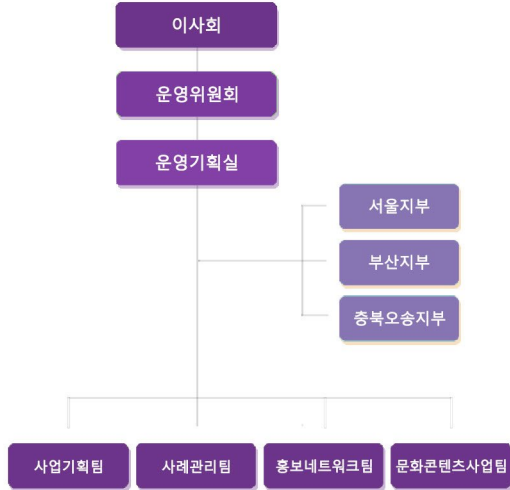 이사회
운영위원회
운영기획실
서울지부
부산지부
충북오송지부
사업기획팀
사례관리팀
홍보네트워크팀
문화콘텐츠사업팀